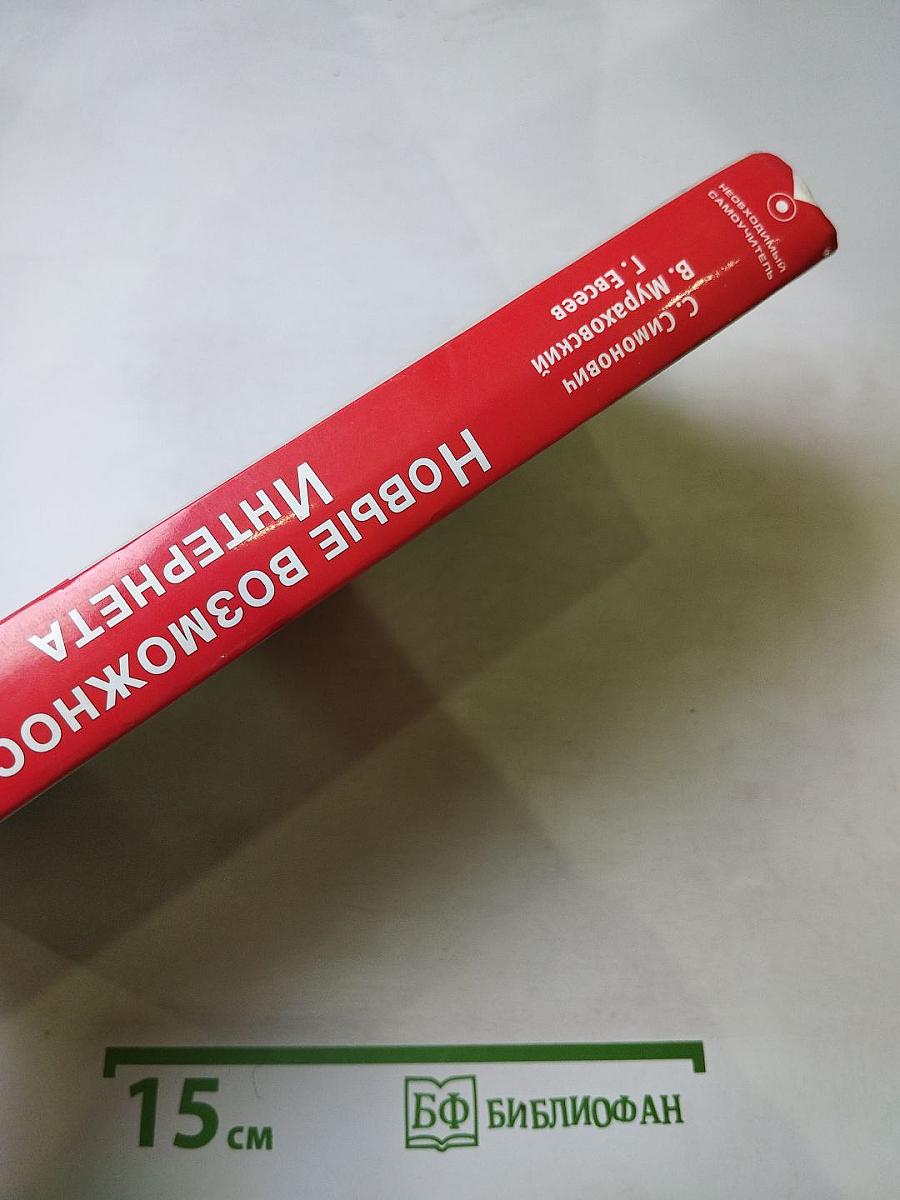 НЕОБХОДИМЫЙ
САМОУЧИТЕЛЬ
С. Симонович
В. Мураховский
Г. Евсеев
НОВЫЕ ВОЗМОЖНОС
ИНТЕРНЕТА
15 см
БФ БИБЛИОФАН